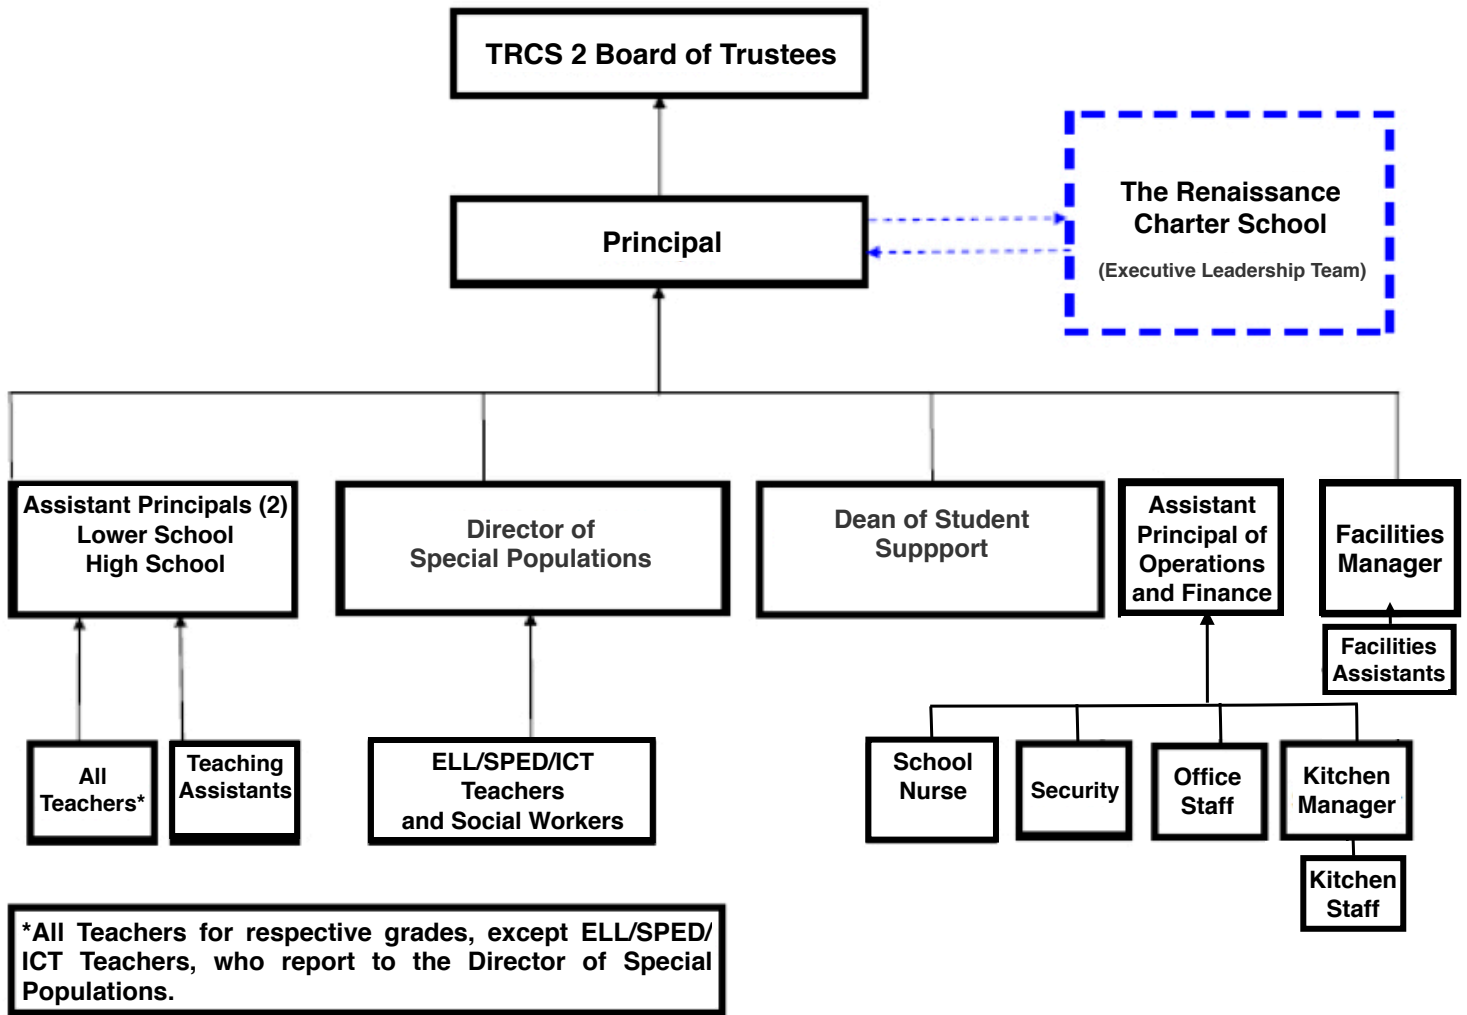 TRCS 2 Board of Trustees
Principal
The Renaissance
Charter School
(Executive Leadership Team)
Assistant Principals (2)
Lower School
High School
Director of
Special Populations
Dean of Student
Suppport
Assistant
Principal of
Operations
and Finance
Facilities
Manager
Facilities
Assistants
All
Teachers*
Teaching
Assistants
ELL/SPED/ICT
Teachers
and Social Workers
School
Nurse
Security
Office
Staff
Kitchen
Manager
Kitchen
Staff
*All Teachers for respective grades, except ELL/SPED/
ICT Teachers, who report to the Director of Special
Populations.